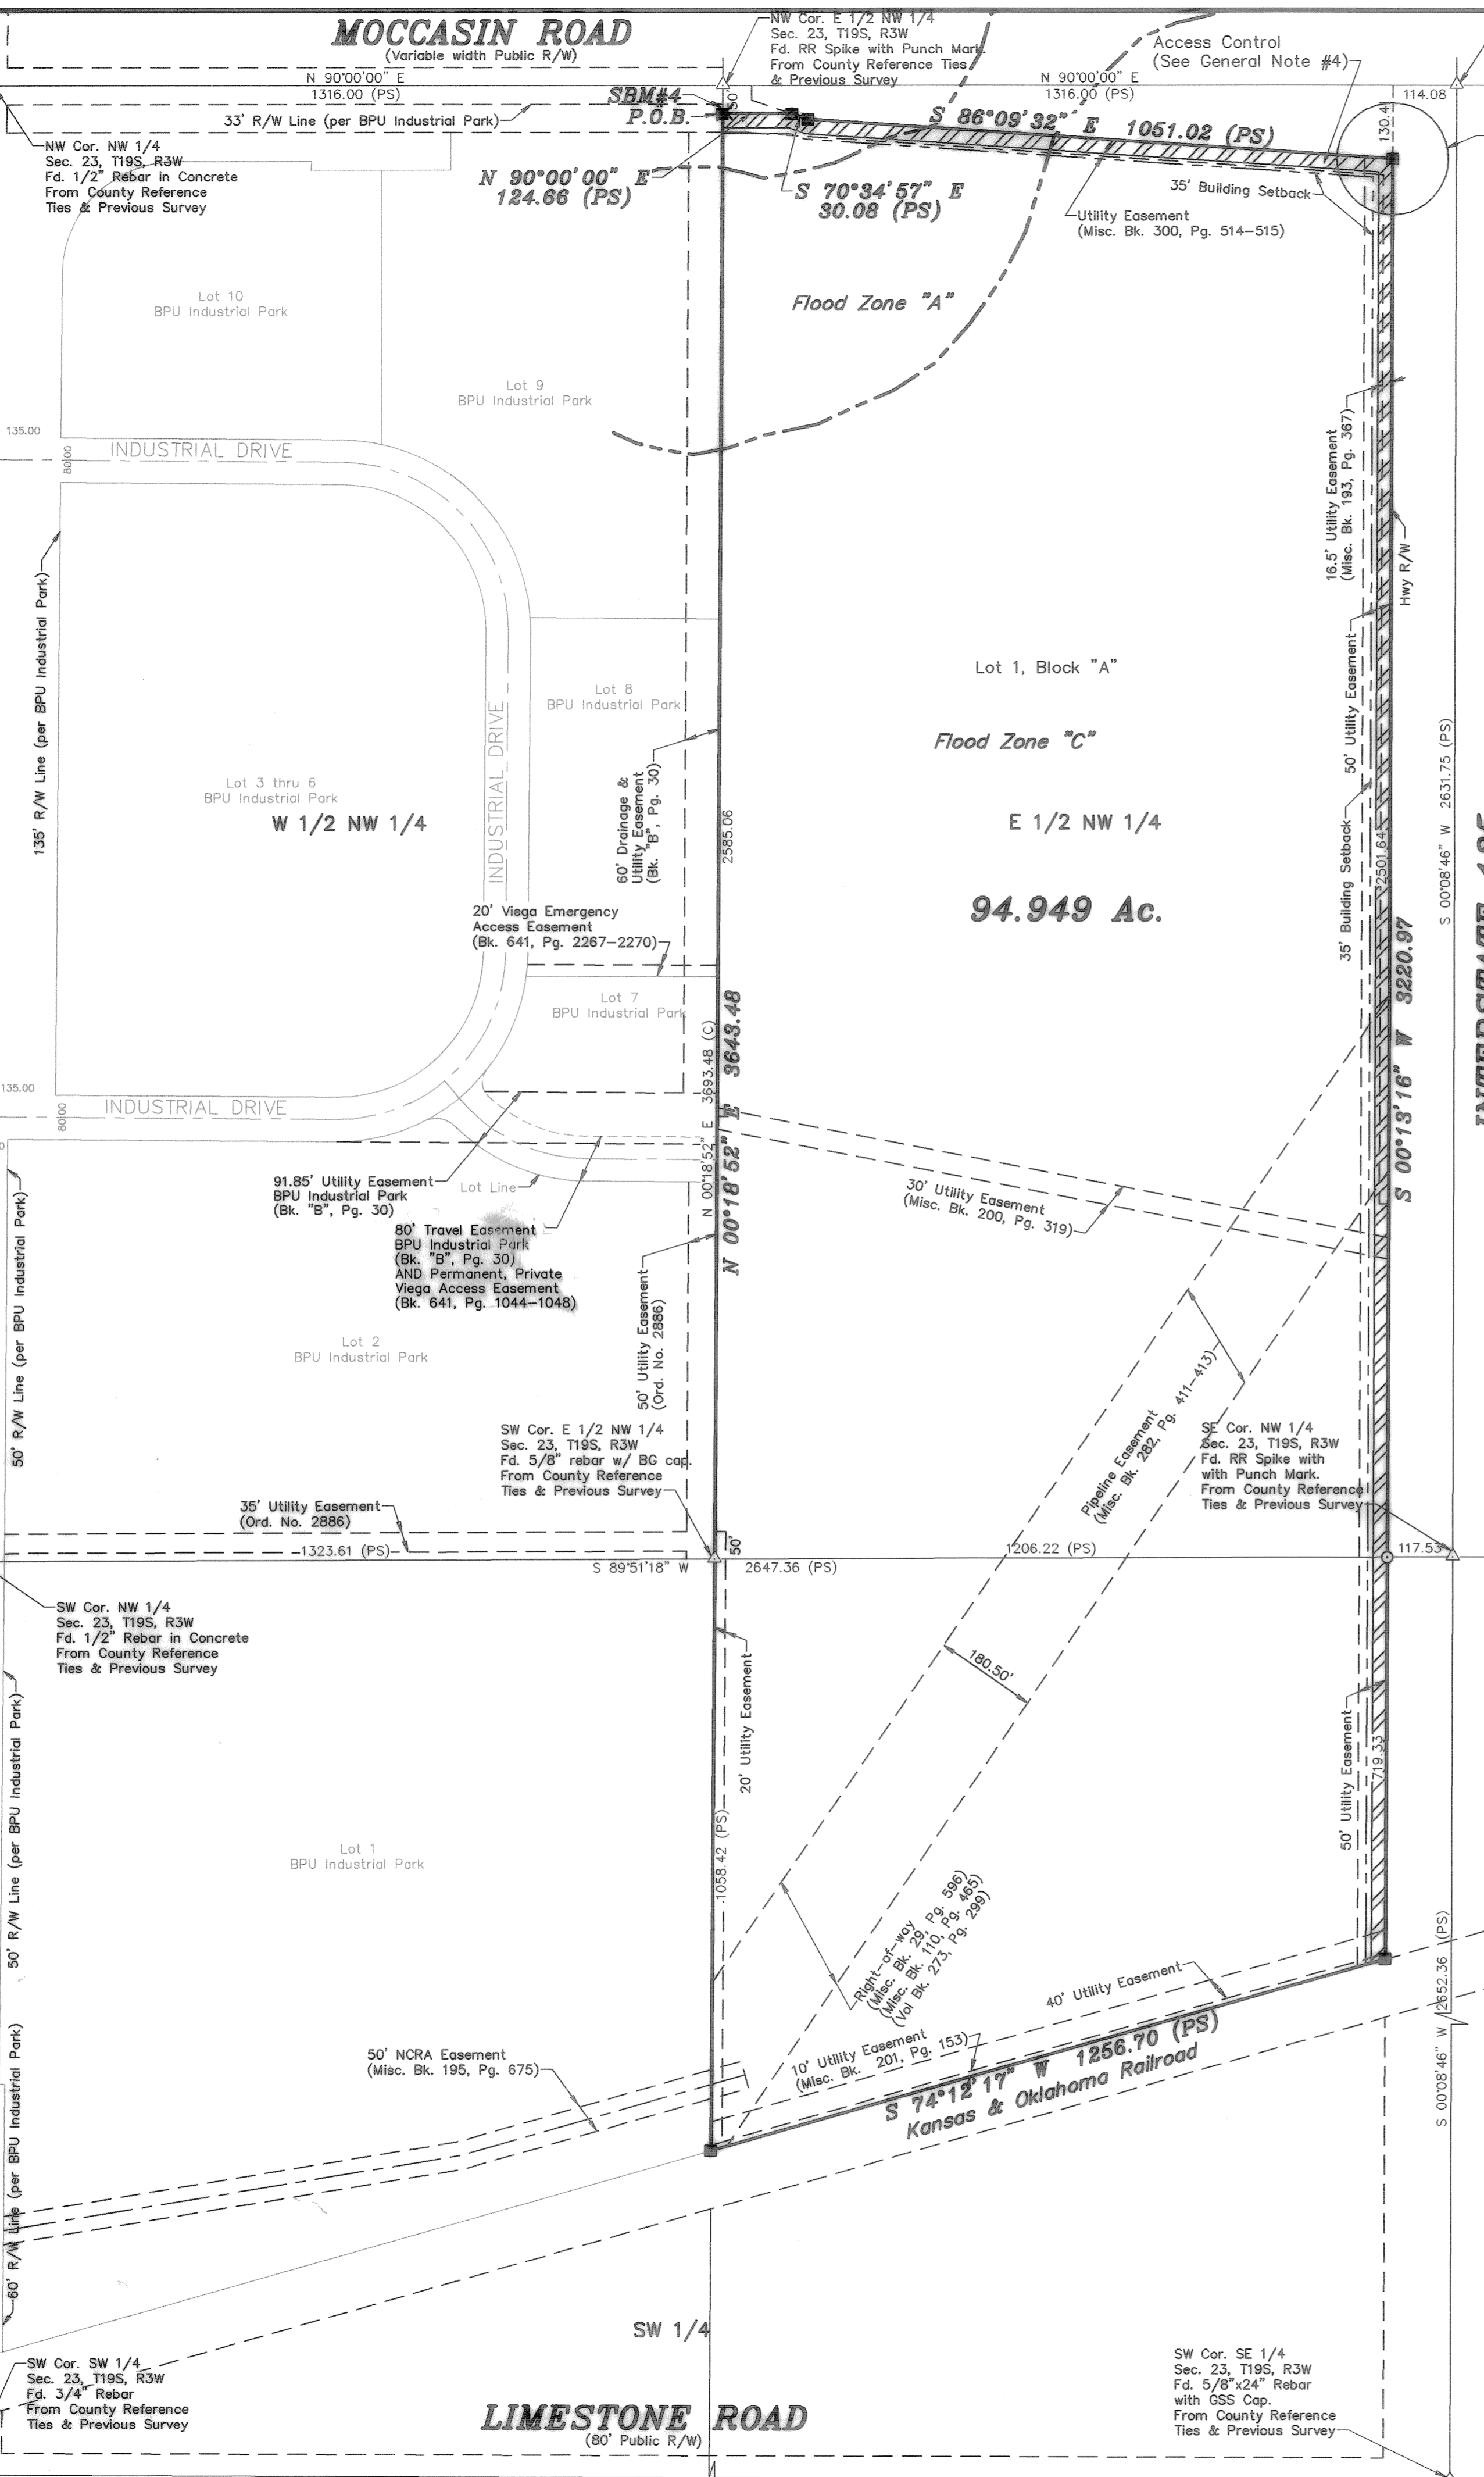 MOCCASIN ROAD
(Variable width Public R/W)
NW Cor. E 1/2 NW 1/4
Sec. 23, T19S, R3W
Fd. RR Spike with Punch Mark.
From County Reference Ties
& Previous Survey
Access Control
(See General Note #4)
N 90°00'00" E
1316.00 (PS)
N 90°00'00" E
1316.00 (PS)
114.08
SBM#4
P.O.B.
50'
33' R/W Line (per BPU Industrial Park)
S 86°09'32" E 1051.02 (PS)
130.41
NW Cor. NW 1/4
Sec. 23, T19S, R3W
Fd. 1/2" Rebar in Concrete
From County Reference
Ties & Previous Survey
N 90°00'00" E
124.66 (PS)
S 70°34'57" E
30.08 (PS)
35' Building Setback
Utility Easement
(Misc. Bk. 300, Pg. 514-515)
Lot 10
BPU Industrial Park
Flood Zone "A"
Lot 9
BPU Industrial Park
135.00
80.00
INDUSTRIAL DRIVE
16.5' Utility Easement
(Misc. Bk. 193, Pg. 367)
Hwy R/W
135' R/W Line (per BPU Industrial Park)
Lot 8
BPU Industrial Park
Lot 1, Block "A"
50' Utility Easement
INDUSTRIAL DRIVE
Flood Zone "C"
S 00°08'46" W 2631.75 (PS)
Lot 3 thru 6
BPU Industrial Park
W 1/2 NW 1/4
60' Drainage &
Utility Easement
(Bk. "B", Pg. 30)
2585.06
E 1/2 NW 1/4
2501.64
35' Building Setback
94.949 Ac.
20' Viega Emergency
Access Easement
(Bk. 641, Pg. 2267-2270)
Lot 7
BPU Industrial Park
N 00°18'52" E 3693.48 (C)
N 00°18'52" E 3643.48
S 00°13'16" W 3220.97
135.00
80.00
INDUSTRIAL DRIVE
91.85' Utility Easement
BPU Industrial Park
(Bk. "B", Pg. 30)
Lot Line
30' Utility Easement
(Misc. Bk. 200, Pg. 319)
80' Travel Easement
BPU Industrial Park
(Bk. "B", Pg. 30)
AND Permanent, Private
Viega Access Easement
(Bk. 641, Pg. 1044-1048)
50' R/W Line (per BPU Industrial Park)
50' Utility Easement
(Ord. No. 2886)
Lot 2
BPU Industrial Park
Pipeline Easement
(Misc. Bk. 282, Pg. 411-413)
SW Cor. E 1/2 NW 1/4
Sec. 23, T19S, R3W
Fd. 5/8" rebar w/ BG cap.
From County Reference
Ties & Previous Survey
SE Cor. NW 1/4
Sec. 23, T19S, R3W
Fd. RR Spike with
with Punch Mark.
From County Reference
Ties & Previous Survey
35' Utility Easement
(Ord. No. 2886)
50'
1323.61 (PS)
S 89°51'18" W
2647.36 (PS)
1206.22 (PS)
117.53
SW Cor. NW 1/4
Sec. 23, T19S, R3W
Fd. 1/2" Rebar in Concrete
From County Reference
Ties & Previous Survey
20' Utility Easement
180.50'
50' Utility Easement
719.33
50' R/W Line (per BPU Industrial Park)
Lot 1
BPU Industrial Park
1058.42 (PS)
Right-of-way
(Misc. Bk. 29, Pg. 596)
(Misc. Bk. 110, Pg. 465)
(Vol Bk. 273, Pg. 299)
40' Utility Easement
S 00°08'46" W 2652.36 (PS)
50' NCRA Easement
(Misc. Bk. 195, Pg. 675)
10' Utility Easement
(Misc. Bk. 201, Pg. 153)
S 74°12'17" W 1256.70 (PS)
Kansas & Oklahoma Railroad
60' R/W Line (per BPU Industrial Park)
SW 1/4
SW Cor. SW 1/4
Sec. 23, T19S, R3W
Fd. 3/4" Rebar
From County Reference
Ties & Previous Survey
SW Cor. SE 1/4
Sec. 23, T19S, R3W
Fd. 5/8"x24" Rebar
with GSS Cap.
From County Reference
Ties & Previous Survey
LIMESTONE ROAD
(80' Public R/W)